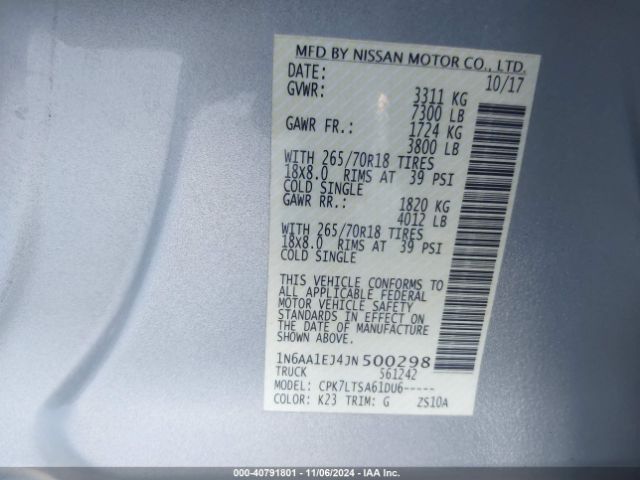 MFD BY NISSAN MOTOR CO., LTD.
DATE: 10/17
GVWR: 3311 KG
7300 LB
GAWR FR.: 1724 KG
3800 LB
WITH 265/70R18 TIRES
18X8.0 RIMS AT 39 PSI
COLD SINGLE
GAWR RR.: 1820 KG
4012 LB
WITH 265/70R18 TIRES
18X8.0 RIMS AT 39 PSI
COLD SINGLE
THIS VEHICLE CONFORMS TO
ALL APPLICABLE FEDERAL
MOTOR VEHICLE SAFETY
STANDARDS IN EFFECT ON
THE DATE OF MANUFACTURE
SHOWN ABOVE.
1N6AA1EJ4JN500298
TRUCK 561242
MODEL: CPK7LTSA61DU6-----
COLOR: K23 TRIM: G ZS10A
000-40791801 - 11/06/2024 - IAA Inc.